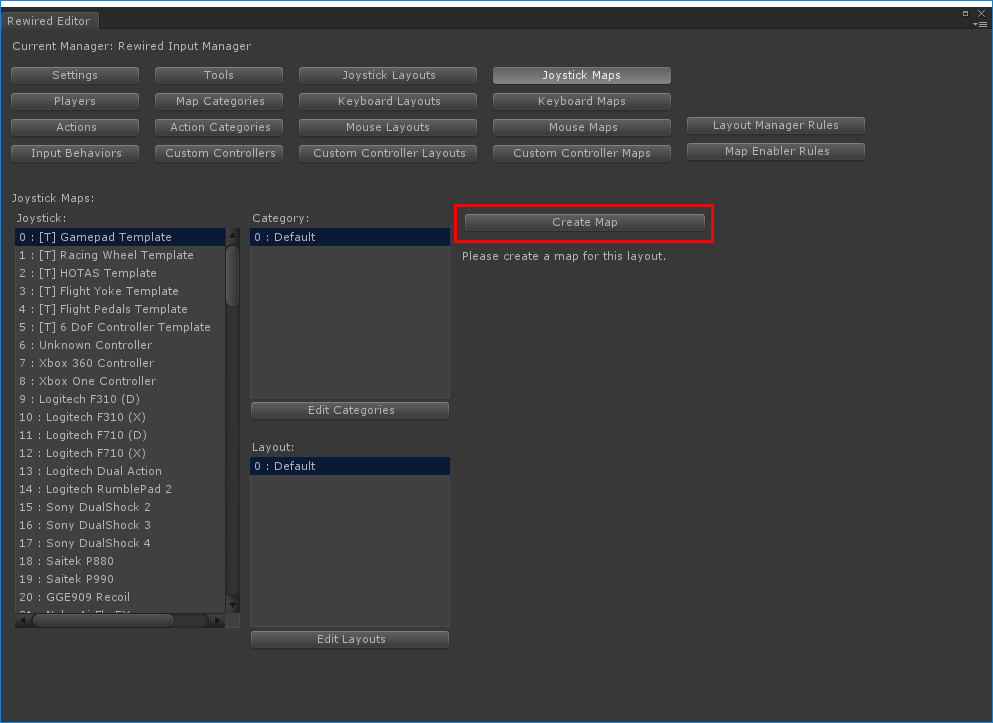 Rewired Editor
Current Manager: Rewired Input Manager
Settings Tools Joystick Layouts Joystick Maps
Players Map Categories Keyboard Layouts Keyboard Maps
Actions Action Categories Mouse Layouts Mouse Maps Layout Manager Rules
Input Behaviors Custom Controllers Custom Controller Layouts Custom Controller Maps Map Enabler Rules
Joystick Maps:
Joystick:
0 : [T] Gamepad Template
1 : [T] Racing Wheel Template
2 : [T] HOTAS Template
3 : [T] Flight Yoke Template
4 : [T] Flight Pedals Template
5 : [T] 6 DoF Controller Template
6 : Unknown Controller
7 : Xbox 360 Controller
8 : Xbox One Controller
9 : Logitech F310 (D)
10 : Logitech F310 (X)
11 : Logitech F710 (D)
12 : Logitech F710 (X)
13 : Logitech Dual Action
14 : Logitech RumblePad 2
15 : Sony DualShock 2
16 : Sony DualShock 3
17 : Sony DualShock 4
18 : Saitek P880
19 : Saitek P990
20 : GGE909 Recoil
Category:
0 : Default
Edit Categories
Layout:
0 : Default
Edit Layouts
Create Map
Please create a map for this layout.